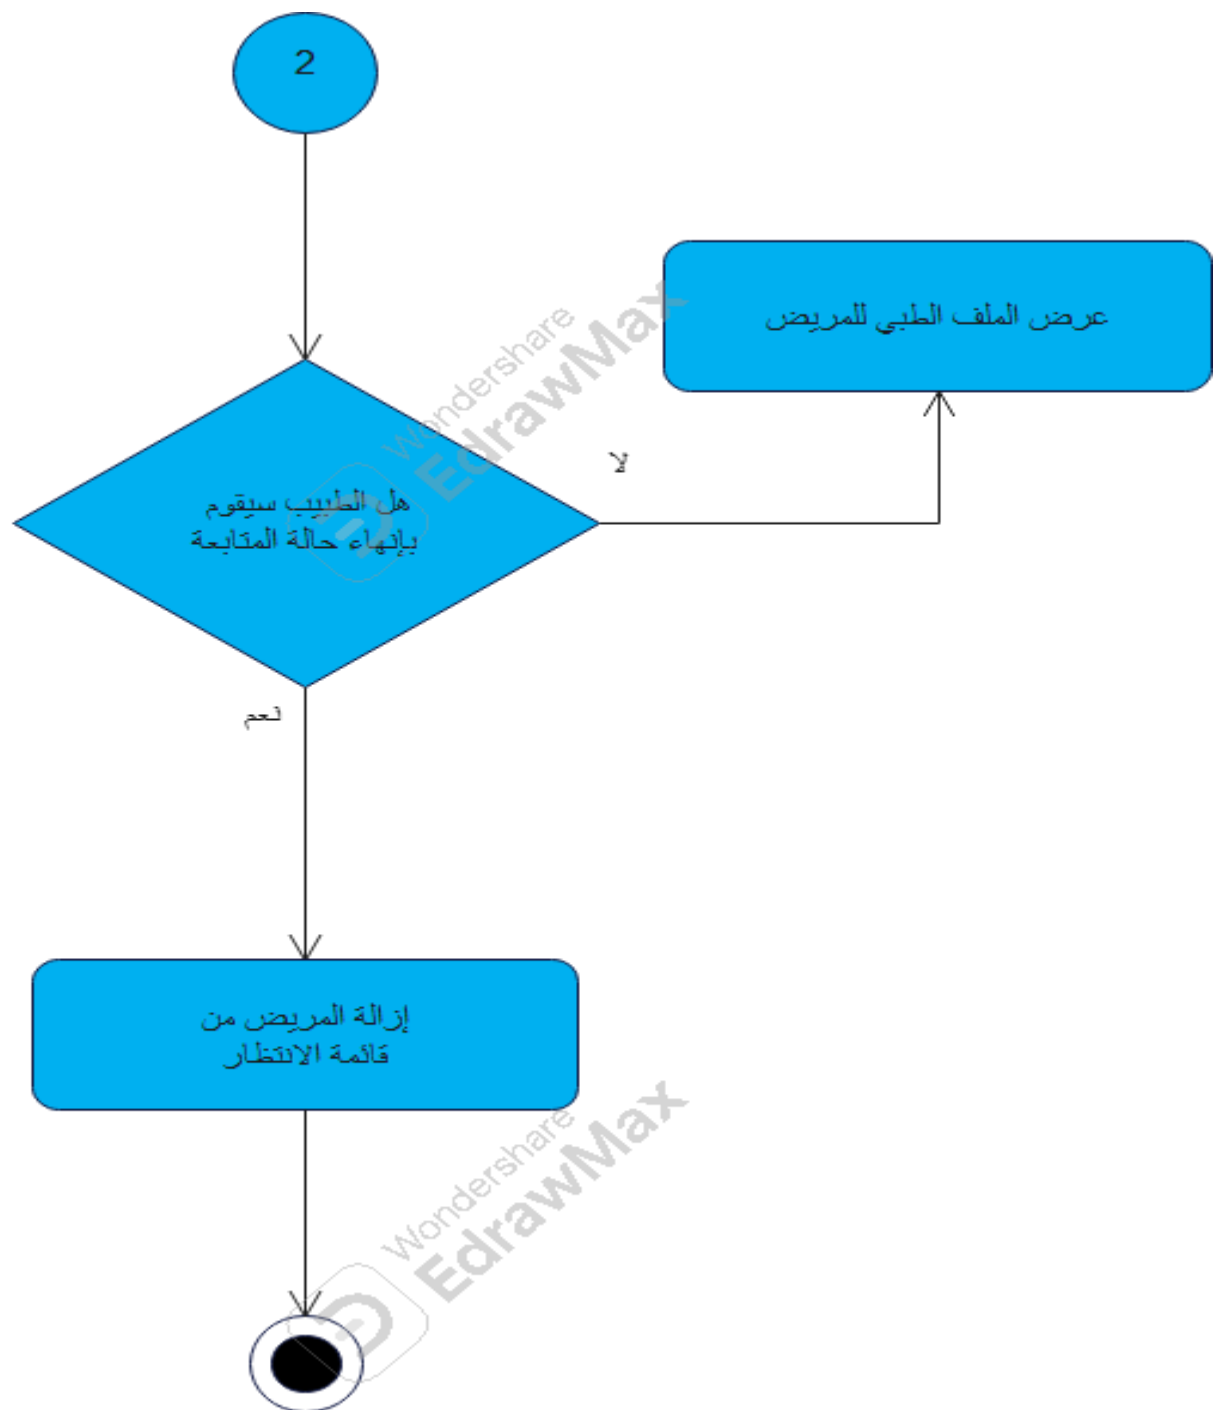 2
عرض الملف الطبي للمريض
لا
هل الطبيب سيقوم
بإنهاء حالة المتابعة
نعم
إزالة المريض من
قائمة الانتظار
Wondershare
EdrawMax
Wondershare
EdrawMax